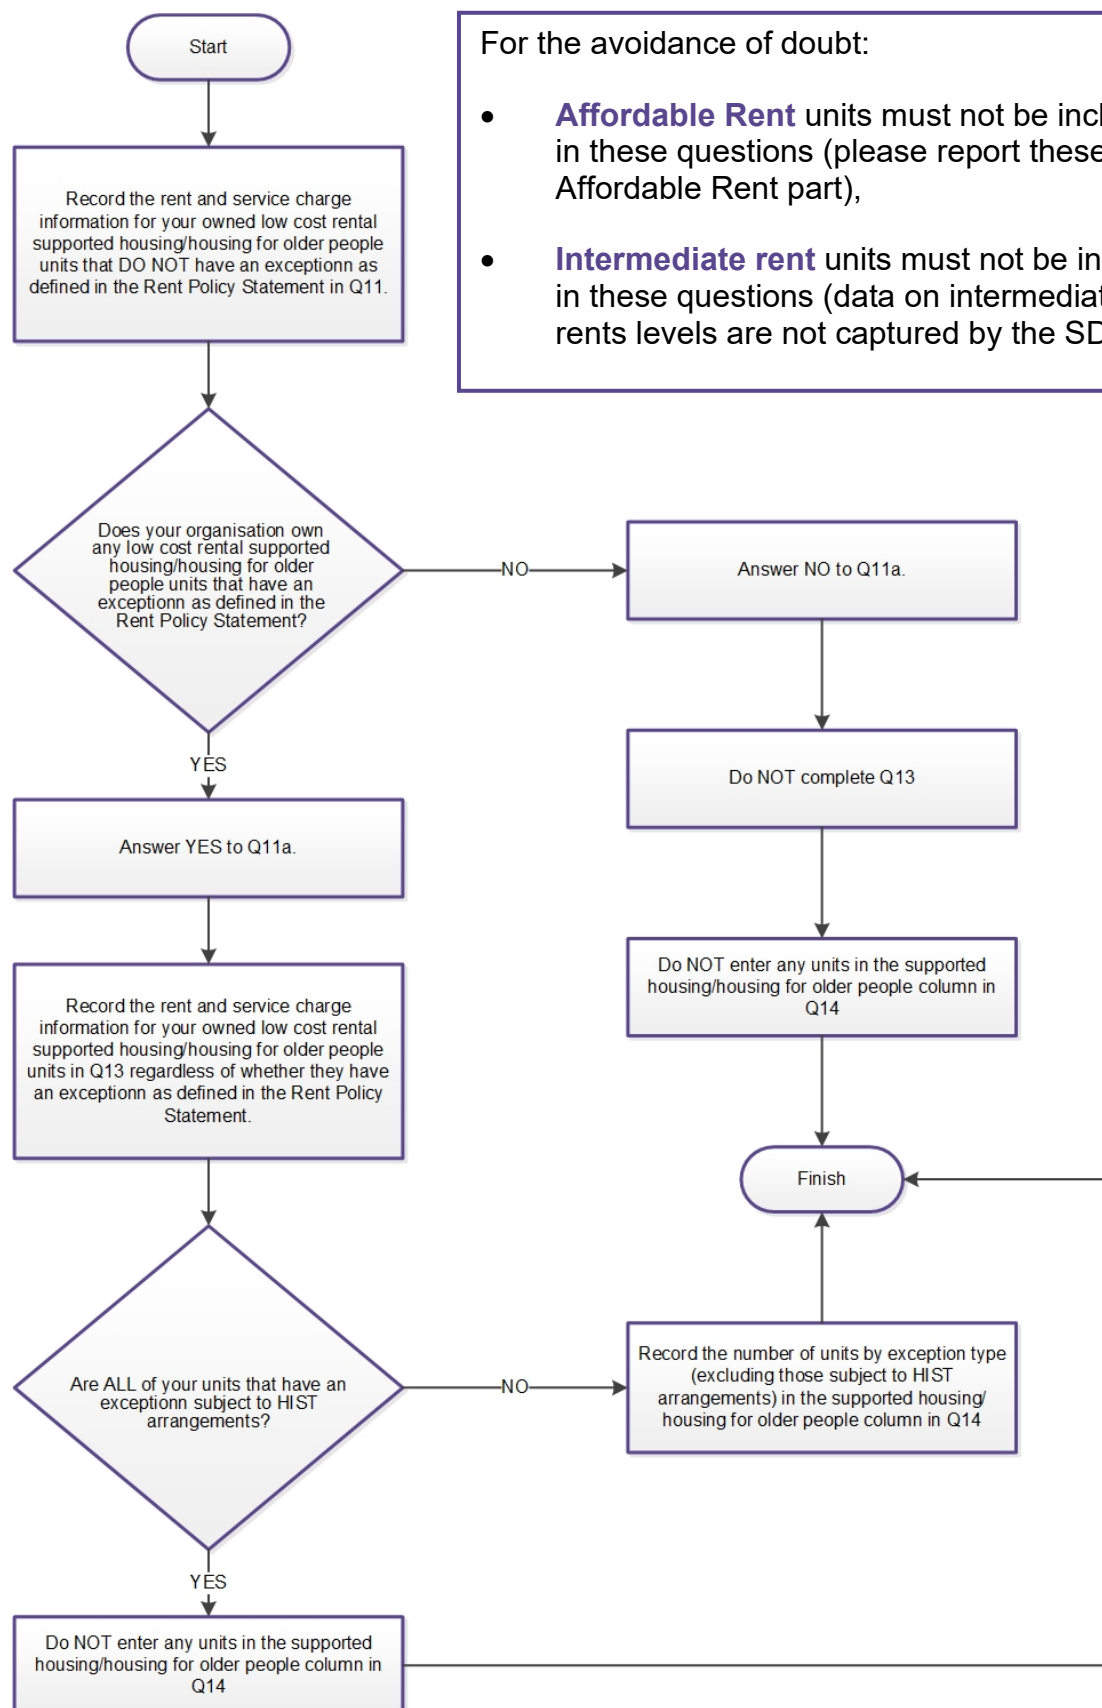 Start
For the avoidance of doubt:
• Affordable Rent units must not be incl
in these questions (please report these
Affordable Rent part),
• Intermediate rent units must not be in
in these questions (data on intermediat
rents levels are not captured by the SD
Record the rent and service charge
information for your owned low cost rental
supported housing/housing for older people
units that DO NOT have an exceptionn as
defined in the Rent Policy Statement in Q11.
Does your organisation own
any low cost rental supported
housing/housing for older
people units that have an
exceptionn as defined in the
Rent Policy Statement?
NO
Answer NO to Q11a.
Do NOT complete Q13
YES
Answer YES to Q11a.
Do NOT enter any units in the supported
housing/housing for older people column in
Q14
Record the rent and service charge
information for your owned low cost rental
supported housing/housing for older people
units in Q13 regardless of whether they have
an exceptionn as defined in the Rent Policy
Statement.
Finish
Are ALL of your units that have an
exceptionn subject to HIST
arrangements?
NO
Record the number of units by exception type
(excluding those subject to HIST
arrangements) in the supported housing/
housing for older people column in Q14
YES
Do NOT enter any units in the supported
housing/housing for older people column in
Q14